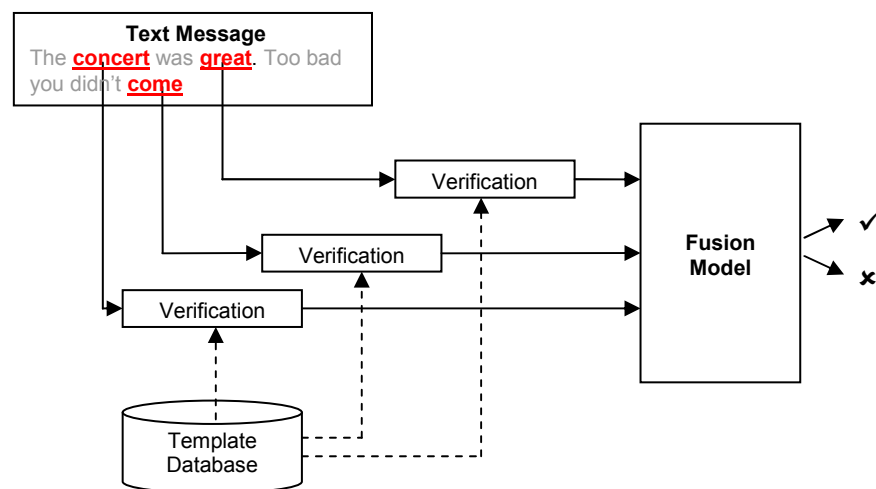 Text Message
The concert was great. Too bad
you didn't come
Verification
Verification
Verification
Fusion
Model
✓
✘
Template
Database